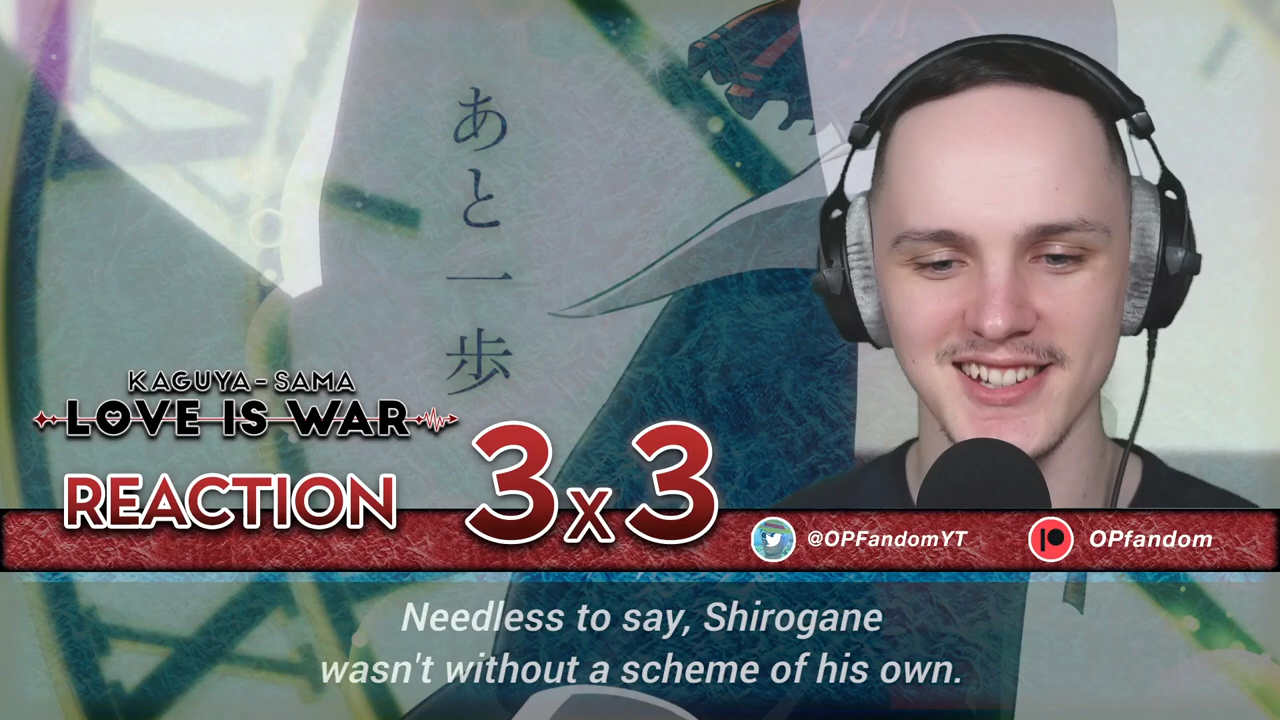 あと一歩
KAGUYA-SAMA
LOVE IS WAR
REACTION
3x3
@OPFandomYT
OPfandom
Needless to say, Shirogane
wasn't without a scheme of his own.